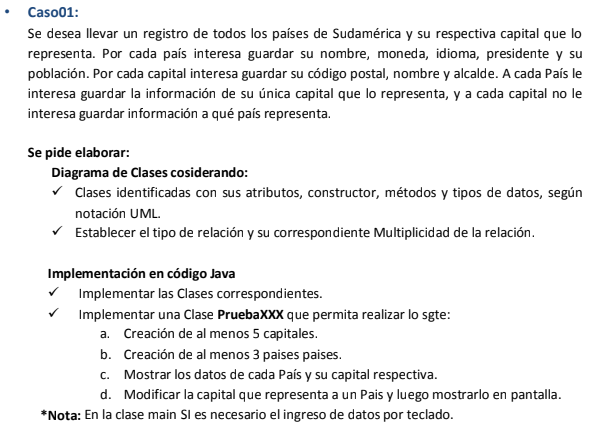 • Caso01:
Se desea llevar un registro de todos los países de Sudamérica y su respectiva capital que lo
representa. Por cada país interesa guardar su nombre, moneda, idioma, presidente y su
población. Por cada capital interesa guardar su código postal, nombre y alcalde. A cada País le
interesa guardar la información de su única capital que lo representa, y a cada capital no le
interesa guardar información a qué país representa.
Se pide elaborar:
Diagrama de Clases cosiderando:
✓ Clases identificadas con sus atributos, constructor, métodos y tipos de datos, según
notación UML.
✓ Establecer el tipo de relación y su correspondiente Multiplicidad de la relación.
Implementación en código Java
✓ Implementar las Clases correspondientes.
✓ Implementar una Clase PruebaXXX que permita realizar lo sgte:
a. Creación de al menos 5 capitales.
b. Creación de al menos 3 paises paises.
c. Mostrar los datos de cada País y su capital respectiva.
d. Modificar la capital que representa a un Pais y luego mostrarlo en pantalla.
*Nota: En la clase main SI es necesario el ingreso de datos por teclado.